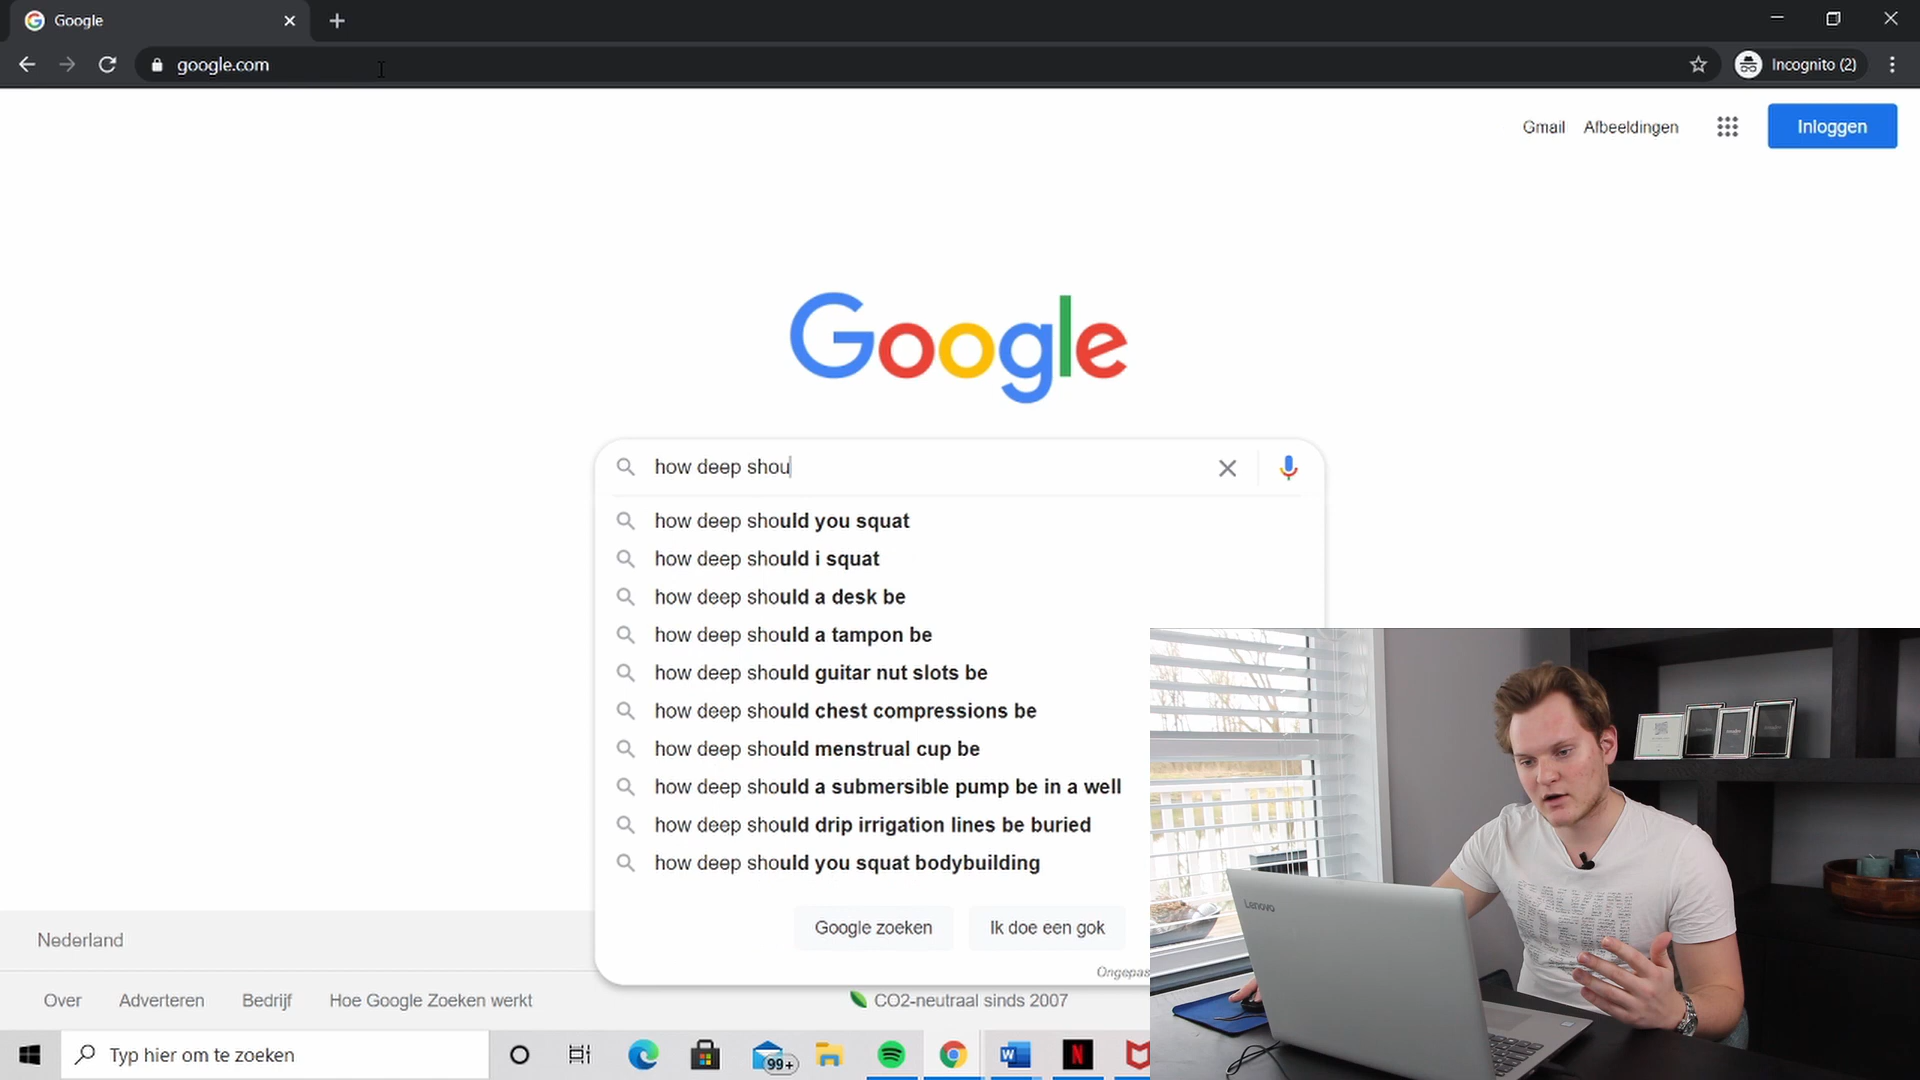 Google
google.com
Incognito (2)
Gmail Afbeeldingen
Inloggen
Google
how deep shou
how deep should you squat
how deep should i squat
how deep should a desk be
how deep should a tampon be
how deep should guitar nut slots be
how deep should chest compressions be
how deep should menstrual cup be
how deep should a submersible pump be in a well
how deep should drip irrigation lines be buried
how deep should you squat bodybuilding
Google zoeken Ik doe een gok
Ongepas
Nederland
Over Adverteren Bedrijf Hoe Google Zoeken werkt
CO2-neutraal sinds 2007
Typ hier om te zoeken
99+
W
N
Lenovo